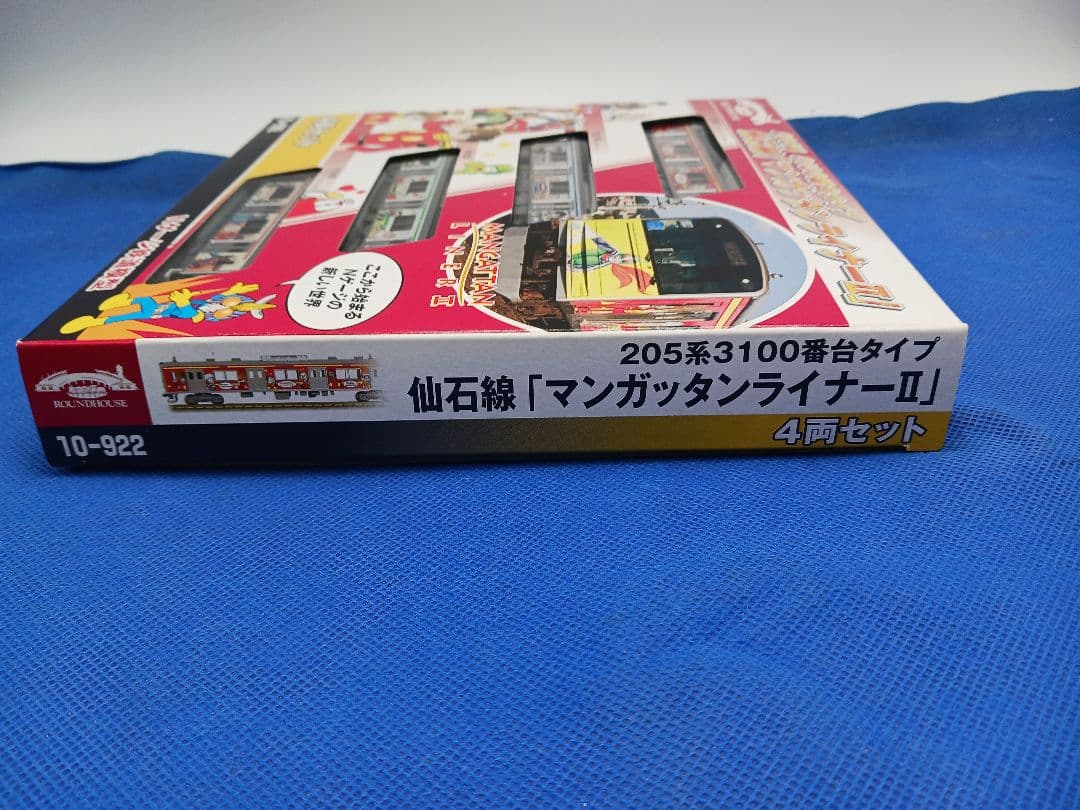 MANGATTAN
LINER II
ここから始まる
Nゲージの
新しい世界
ROUNDHOUSE
10-922
205系3100番台タイプ
仙石線「マンガッタンライナーⅡ」
4両セット